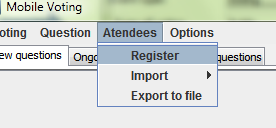 Mobile Voting
oting Question Atendees Options
ew questions Ongo questions
Register
Import
Export to file